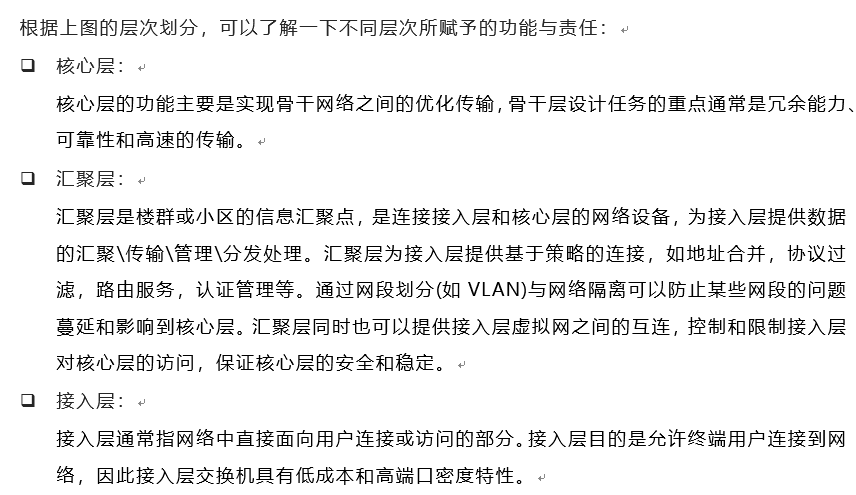 根据上图的层次划分，可以了解一下不同层次所赋予的功能与责任：
❑ 核心层：
核心层的功能主要是实现骨干网络之间的优化传输，骨干层设计任务的重点通常是冗余能力、
可靠性和高速的传输。
❑ 汇聚层：
汇聚层是楼群或小区的信息汇聚点，是连接接入层和核心层的网络设备，为接入层提供数据
的汇聚\传输\管理\分发处理。汇聚层为接入层提供基于策略的连接，如地址合并，协议过
滤，路由服务，认证管理等。通过网段划分(如 VLAN)与网络隔离可以防止某些网段的问题
蔓延和影响到核心层。汇聚层同时也可以提供接入层虚拟网之间的互连，控制和限制接入层
对核心层的访问，保证核心层的安全和稳定。
❑ 接入层：
接入层通常指网络中直接面向用户连接或访问的部分。接入层目的是允许终端用户连接到网
络，因此接入层交换机具有低成本和高端口密度特性。